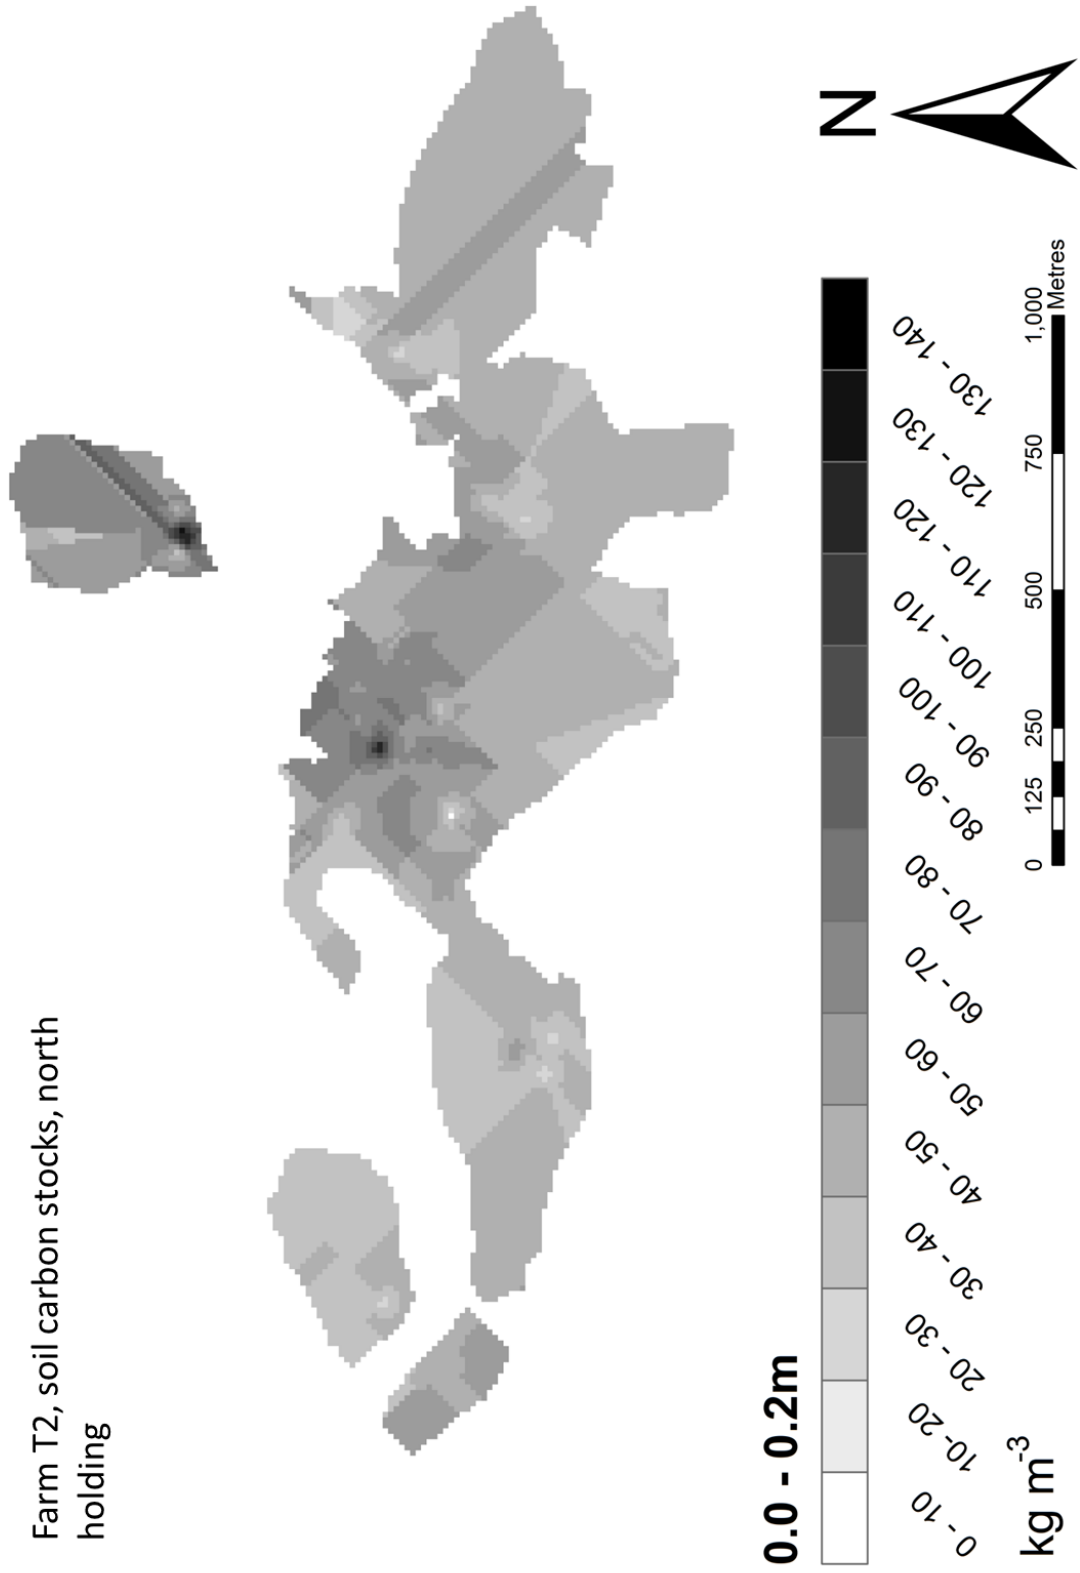 Farm T2, soil carbon stocks, north
holding
0.0 - 0.2m
0 - 10
10-20
20 - 30
30 - 40
40 - 50
50 - 60
60 - 70
70 - 80
80 - 90
90 - 100
100 - 110
110 - 120
120 - 130
130 - 140
kg m⁻³
0 125 250 500 750 1,000
Metres
N